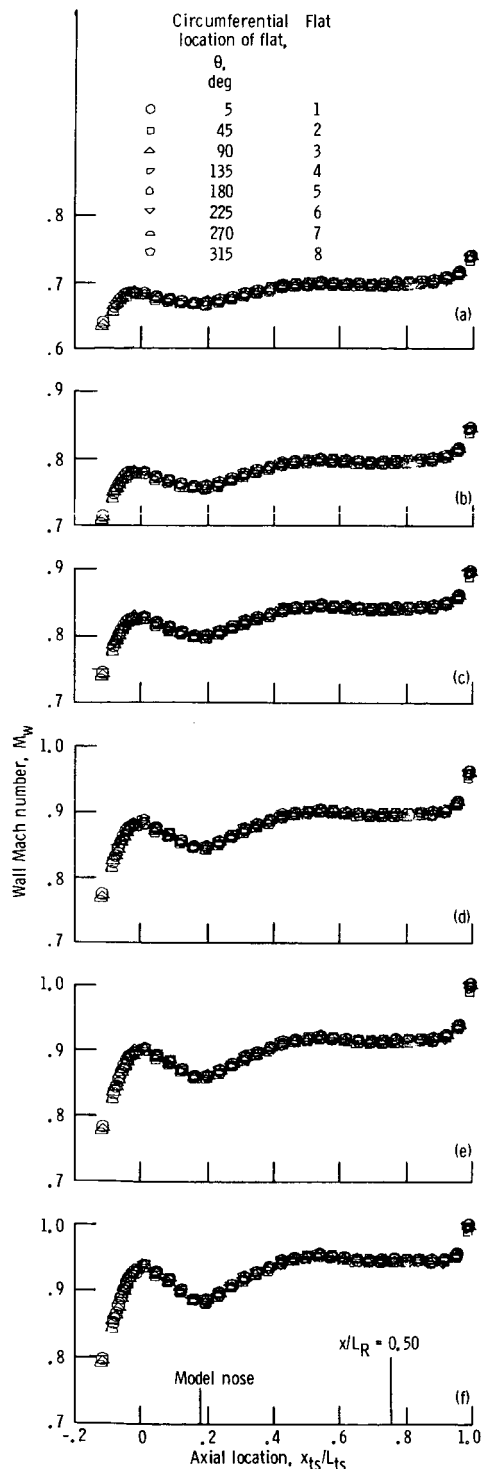 Circumferential Flat
location of flat,
θ,
deg
5 1
45 2
90 3
135 4
180 5
225 6
270 7
315 8
.8
.7
.6
(a)
.9
.8
.7
(b)
.9
.8
.7
(c)
Wall Mach number, M_w
1.0
.9
.8
.7
(d)
1.0
.9
.8
.7
(e)
1.0
.9
.8
.7
x/L_R = 0.50
Model nose
(f)
-.2 0 .2 .4 .6 .8 1.0
Axial location, x_ts/L_ts